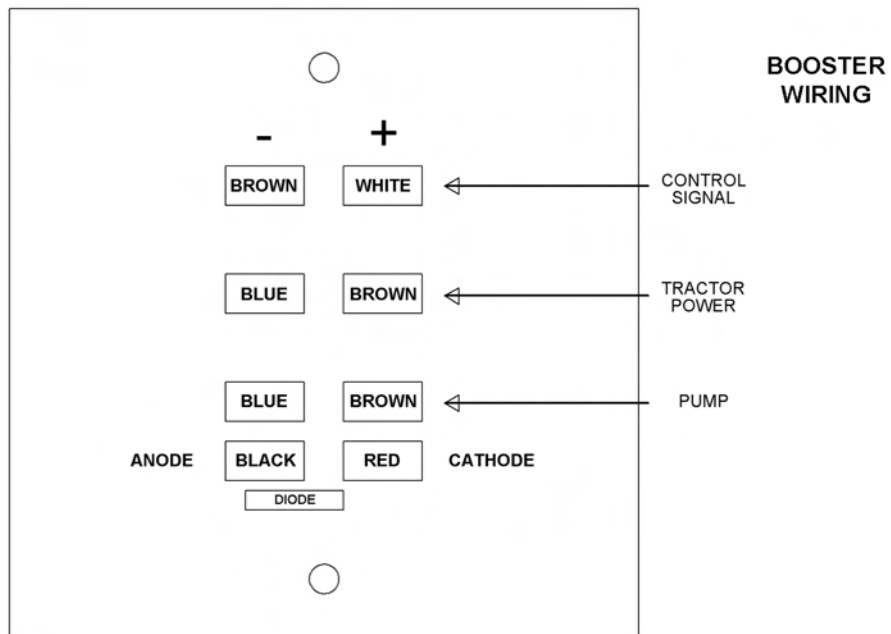 BOOSTER
WIRING
- +
BROWN WHITE CONTROL
SIGNAL
BLUE BROWN TRACTOR
POWER
BLUE BROWN PUMP
ANODE BLACK RED CATHODE
DIODE